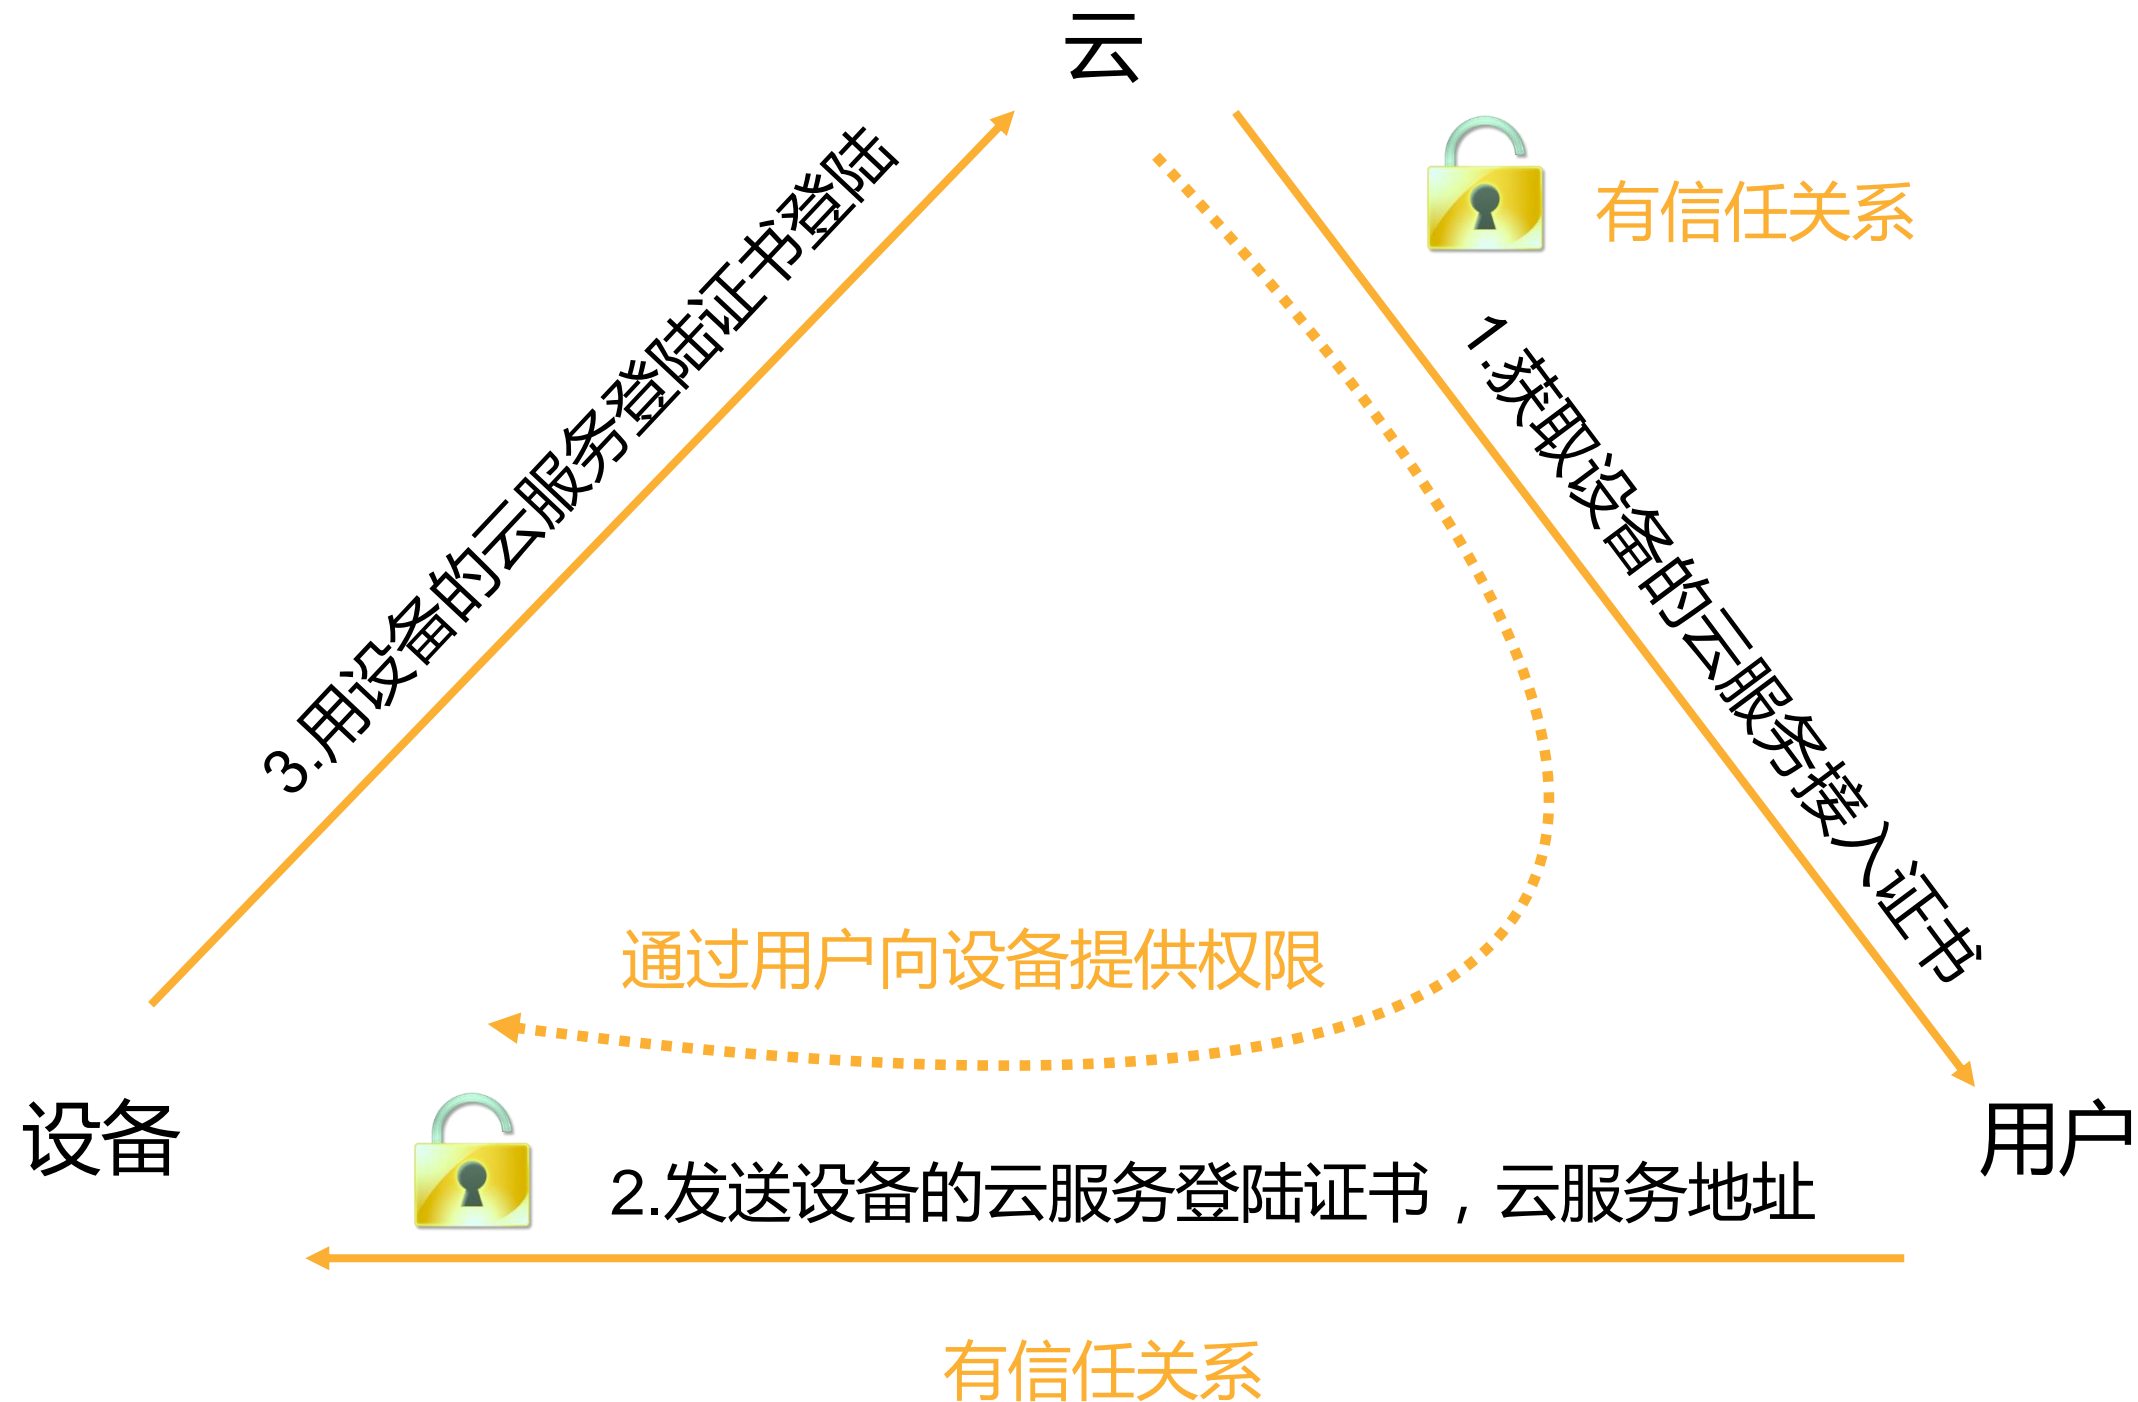 云
有信任关系
1.获取设备的云服务接入证书
3.用设备的云服务登陆证书登陆
通过用户向设备提供权限
设备
用户
2.发送设备的云服务登陆证书，云服务地址
有信任关系